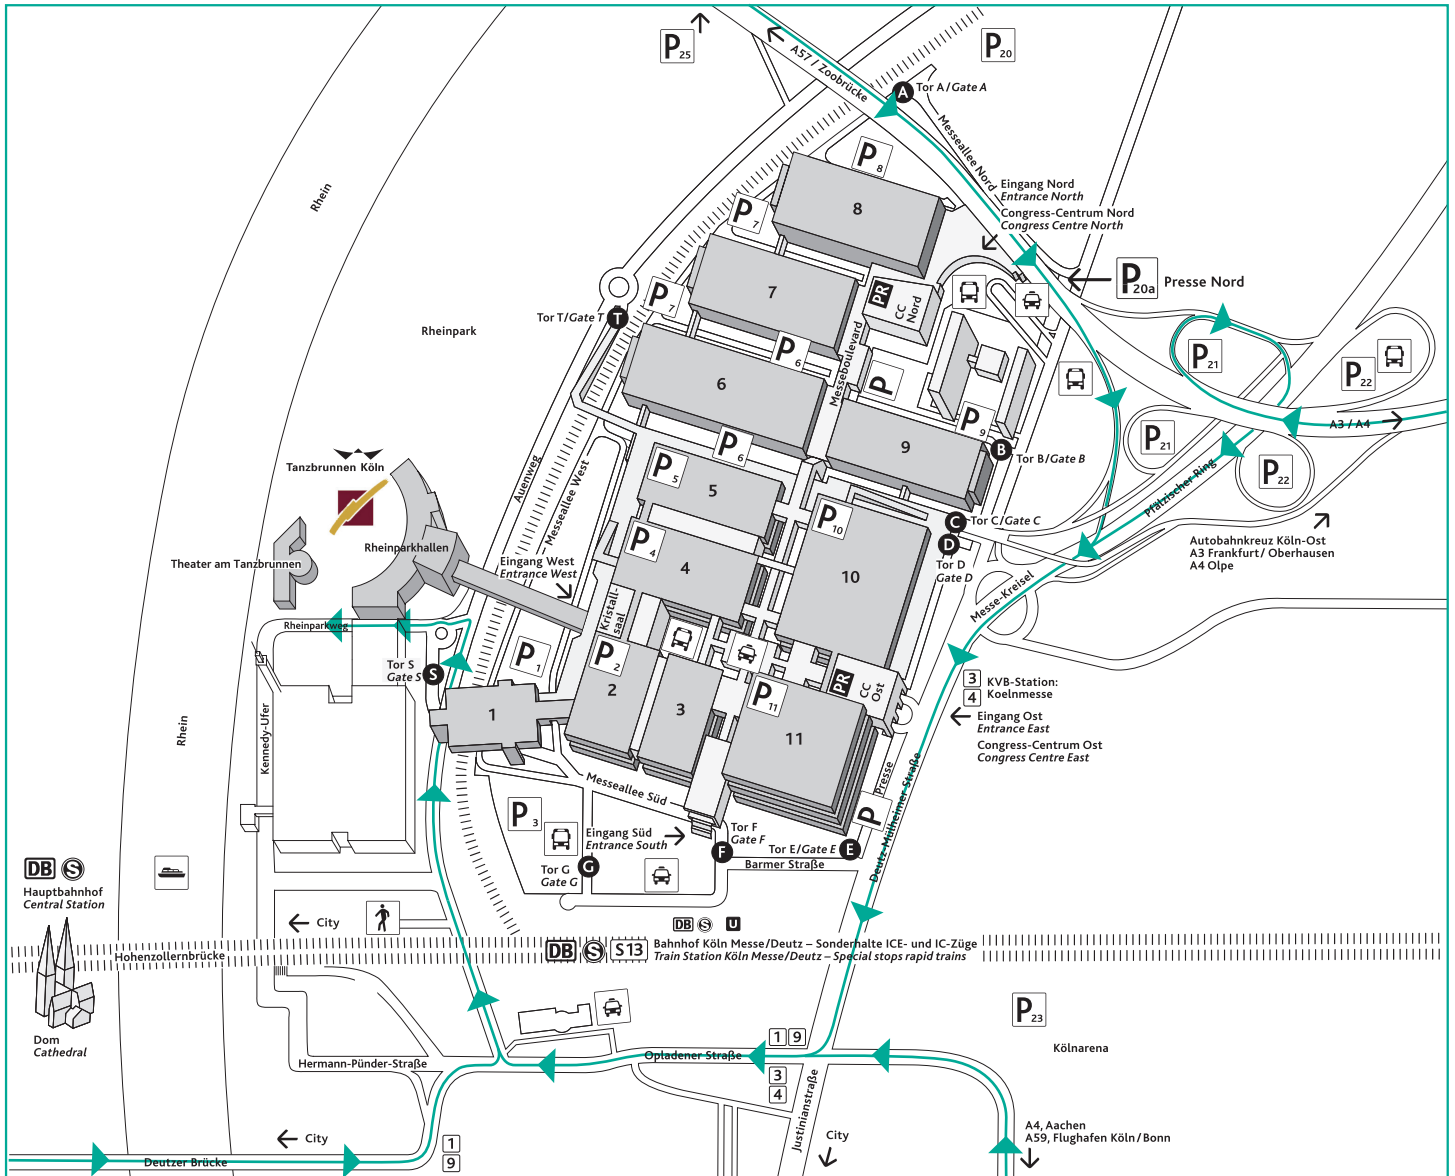 P25
P20
A57 / Zoobrücke
Tor A / Gate A
A
Messeallee Nord
P8
Eingang Nord
Entrance North
Congress-Centrum Nord
Congress Centre North
Rhein
P7
8
P20a
Presse Nord
7
PR
CC
Nord
P7
Tor T/Gate T
T
Rheinpark
P6
Messeboulevard
P
6
P21
P22
A3 / A4
P9
9
B
Tor B/Gate B
P21
P22
Pfälzischer Ring
P6
Tanzbrunnen Köln
Auenweg
Messeallee West
P5
5
P10
C
Tor C/Gate C
D
Tor D
Gate D
Autobahnkreuz Köln-Ost
A3 Frankfurt / Oberhausen
A4 Olpe
Rheinparkhallen
Theater am Tanzbrunnen
Eingang West
Entrance West
P4
4
10
Messe-Kreisel
Kristall-
saal
Rheinparkweg
Tor S
Gate S
S
P1
P2
2
3
1
P11
11
PR
CC
Ost
3
4
KVB-Station:
Koelnmesse
Eingang Ost
Entrance East
Congress-Centrum Ost
Congress Centre East
Rhein
Kennedy-Ufer
Messeallee Süd
Presse
P
Deutz-Mülheimer Straße
P3
Eingang Süd
Entrance South
Tor F
Gate F
F
Tor E/Gate E
E
Barmer Straße
Tor G
Gate G
G
DB S
Hauptbahnhof
Central Station
City
DB S U
DB S S13
Bahnhof Köln Messe/Deutz – Sonderhalte ICE- und IC-Züge
Train Station Köln Messe/Deutz – Special stops rapid trains
Hohenzollernbrücke
Dom
Cathedral
P23
Kölnarena
Hermann-Pünder-Straße
Opladener Straße
1 9
3
4
Justinianstraße
City
City
1
9
Deutzer Brücke
A4, Aachen
A59, Flughafen Köln / Bonn